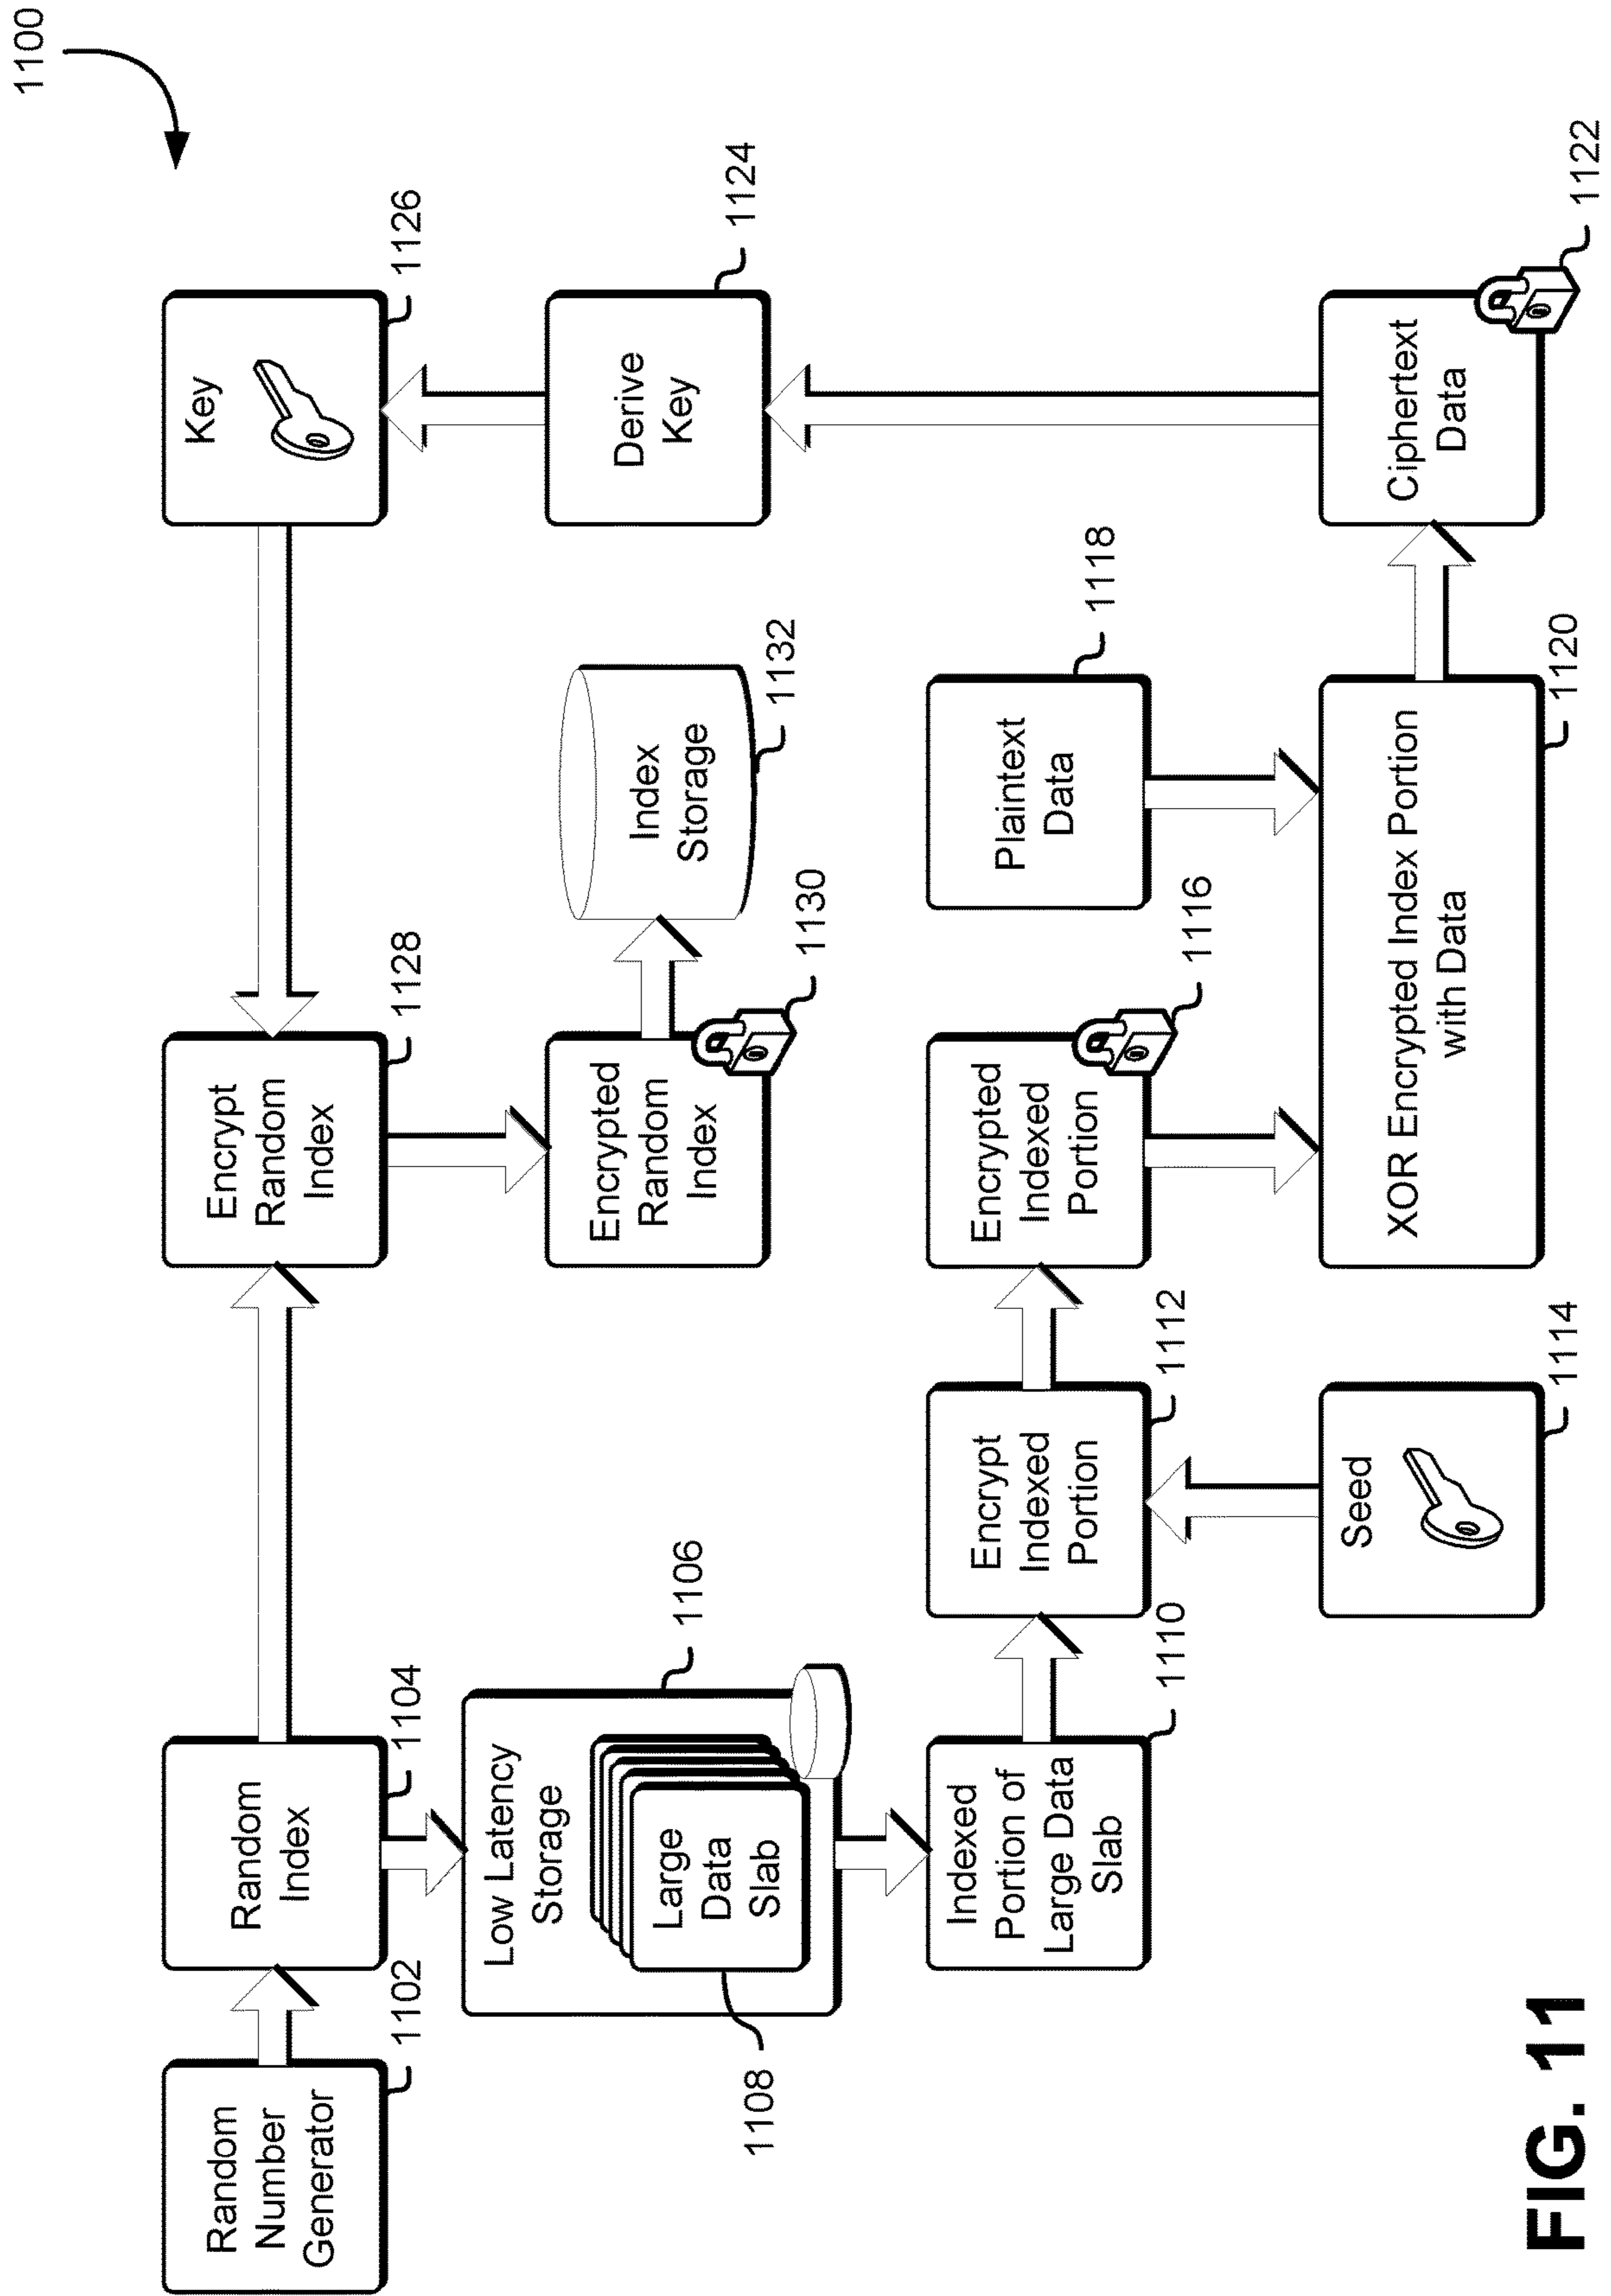 1100
Random
Number
Generator
1102
Random
Index
1104
Encrypt
Random
Index
1128
Key
1126
Low Latency
Storage
1106
Large
Data
Slab
1108
Encrypted
Random
Index
1130
Index
Storage
1132
Derive
Key
1124
Indexed
Portion of
Large Data
Slab
1110
Encrypt
Indexed
Portion
1112
Encrypted
Indexed
Portion
1116
Plaintext
Data
1118
Seed
1114
XOR Encrypted Index Portion
with Data
1120
Ciphertext
Data
1122
FIG. 11